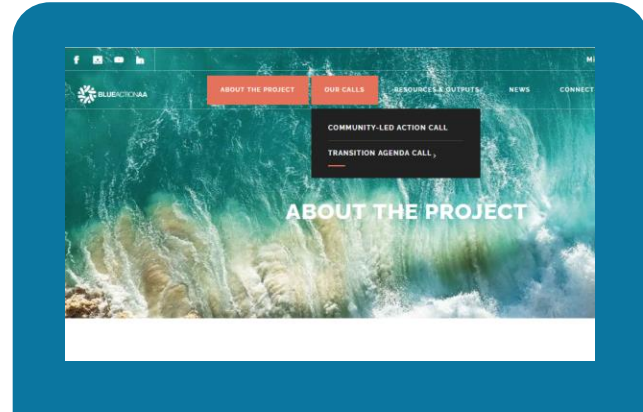 BLUEACTIONAA
ABOUT THE PROJECT
OUR CALLS
RESOURCES & OUTPUTS
NEWS
CONNECT
COMMUNITY-LED ACTION CALL
TRANSITION AGENDA CALL
ABOUT THE PROJECT